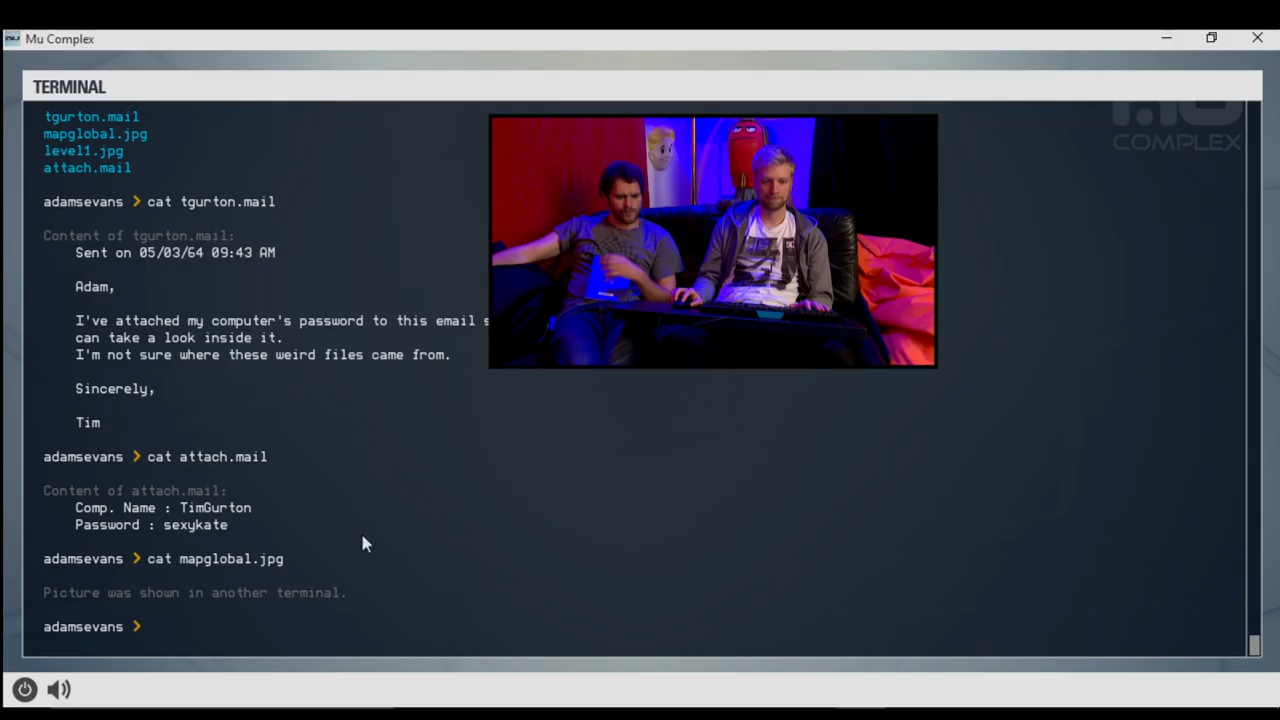 Mu Complex
TERMINAL
COMPLEX
tgurton.mail
mapglobal.jpg
level1.jpg
attach.mail
adamsevans > cat tgurton.mail
Content of tgurton.mail:
Sent on 05/03/64 09:43 AM
Adam,
I've attached my computer's password to this email s
can take a look inside it.
I'm not sure where these weird files came from.
Sincerely,
Tim
adamsevans > cat attach.mail
Content of attach.mail:
Comp. Name : TimGurton
Password : sexykate
adamsevans > cat mapglobal.jpg
Picture was shown in another terminal.
adamsevans >